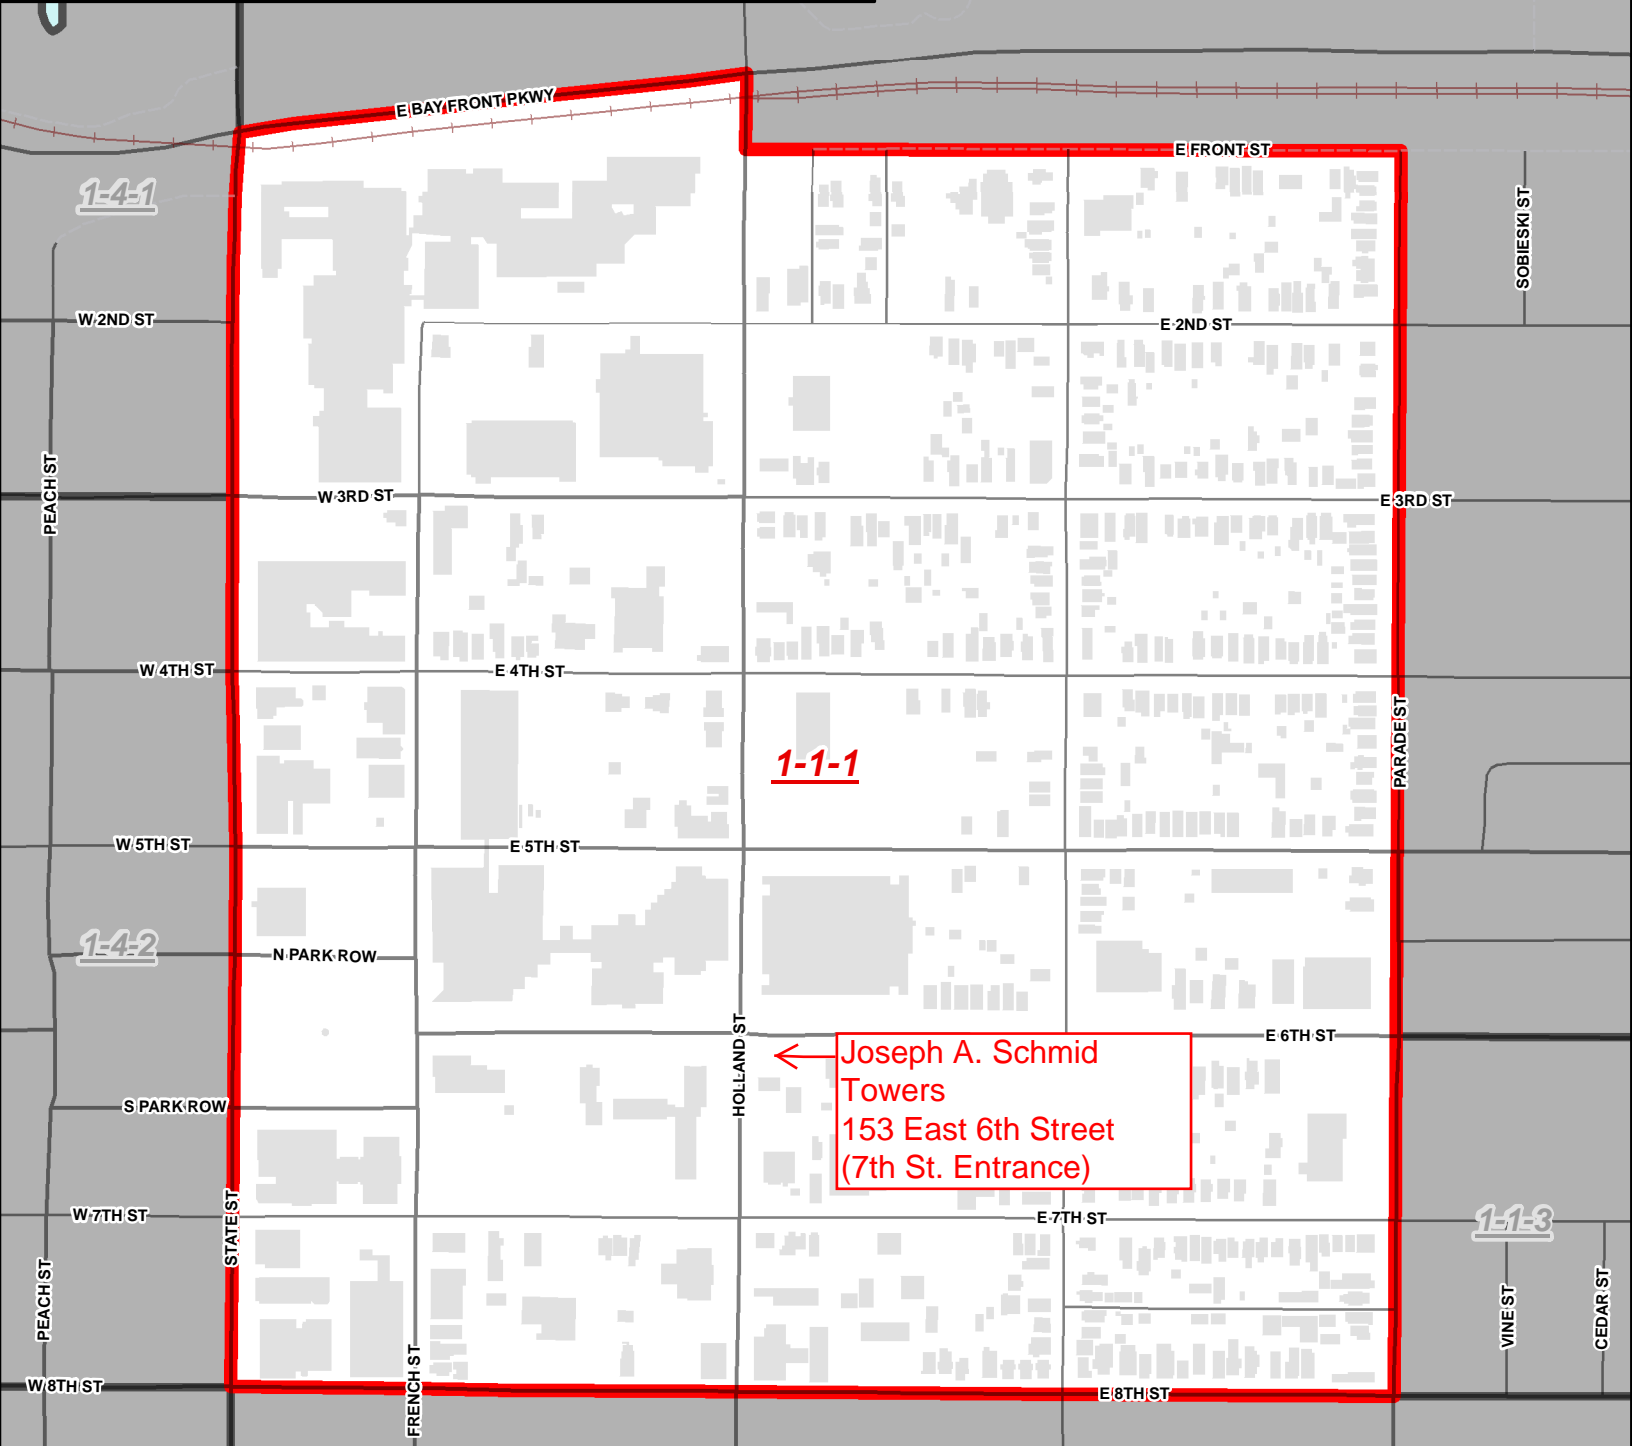 E BAY FRONT PKWY
E FRONT ST
1-4-1
SOBIESKI ST
W 2ND ST
E 2ND ST
PEACH ST
W 3RD ST
E 3RD ST
W 4TH ST
E 4TH ST
PARADE ST
1-1-1
W 5TH ST
E 5TH ST
1-4-2
N PARK ROW
HOLLAND ST
E 6TH ST
Joseph A. Schmid
Towers
153 East 6th Street
(7th St. Entrance)
S PARK ROW
STATE ST
W 7TH ST
E 7TH ST
1-1-3
PEACH ST
VINE ST
CEDAR ST
FRENCH ST
W 8TH ST
E 8TH ST